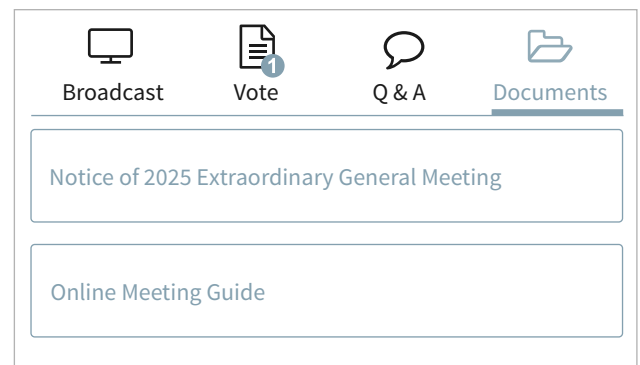 1
Broadcast Vote Q & A Documents
Notice of 2025 Extraordinary General Meeting
Online Meeting Guide